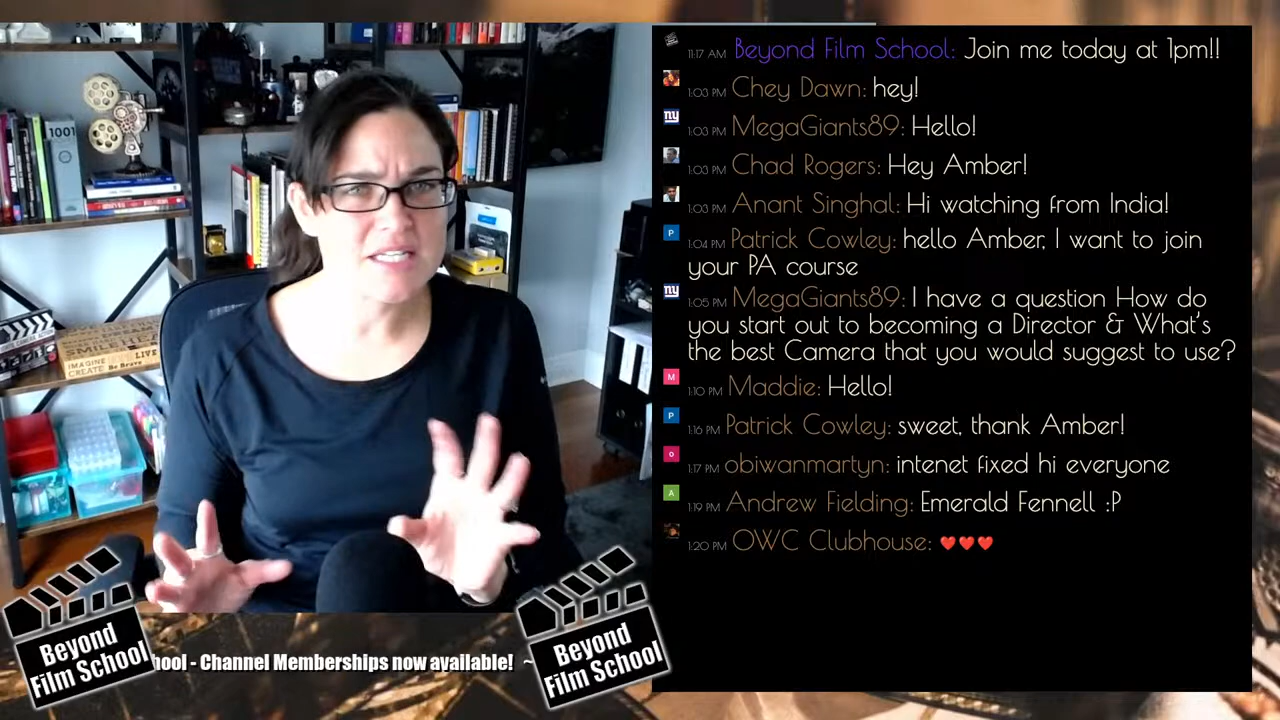 11:17 AM Beyond Film School: Join me today at 1pm!!
1:03 PM Chey Dawn: hey!
1:03 PM MegaGiants89: Hello!
1:03 PM Chad Rogers: Hey Amber!
1:03 PM Anant Singhal: Hi watching from India!
P 1:04 PM Patrick Cowley: hello Amber, I want to join
your PA course
1:05 PM MegaGiants89: I have a question How do
you start out to becoming a Director & What's
the best Camera that you would suggest to use?
M 1:10 PM Maddie: Hello!
P 1:16 PM Patrick Cowley: sweet, thank Amber!
o 1:17 PM obiwanmartyn: intenet fixed hi everyone
A 1:19 PM Andrew Fielding: Emerald Fennell :P
1:20 PM OWC Clubhouse: ❤️❤️❤️
1001
IMAGINE
CREATE
LIVE
Be Brave
Beyond
Film School
hool - Channel Memberships now available! ~
Beyond
Film School